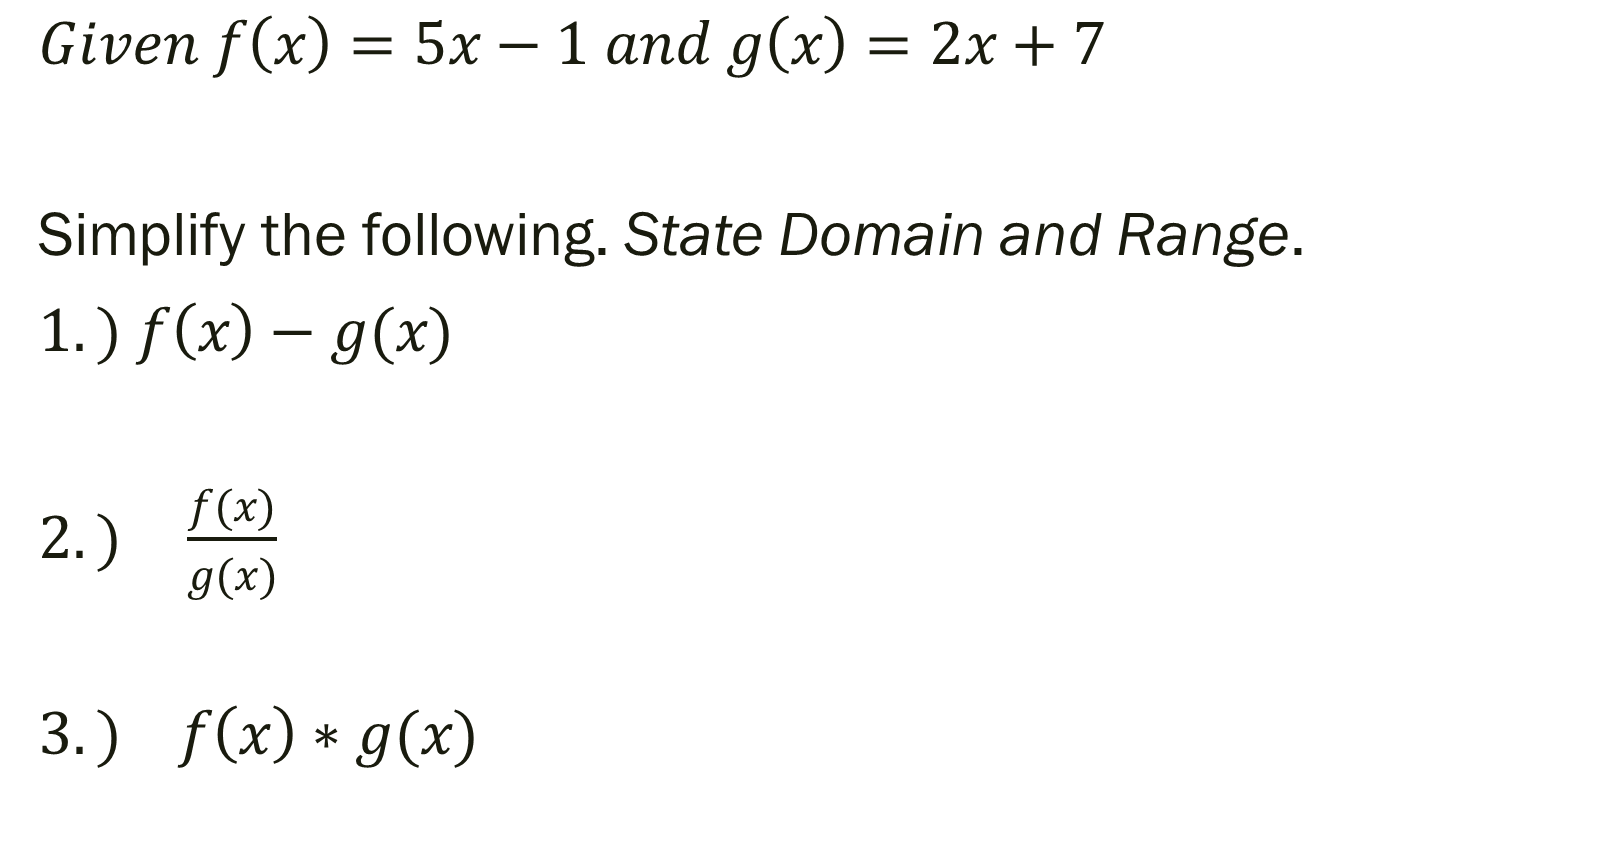 Given f(x) = 5x − 1 and g(x) = 2x + 7
Simplify the following. State Domain and Range.
1.) f(x) − g(x)
2.) f(x)/g(x)
3.) f(x) ∗ g(x)